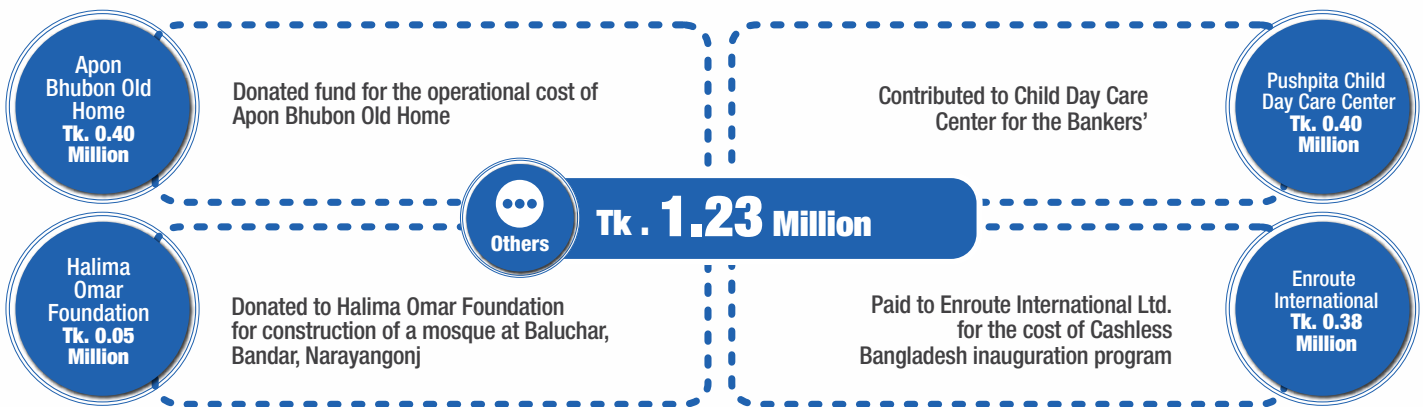 Apon
Bhubon Old
Home
Tk. 0.40
Million
Donated fund for the operational cost of
Apon Bhubon Old Home
Contributed to Child Day Care
Center for the Bankers’
Pushpita Child
Day Care Center
Tk. 0.40
Million
Others
Tk . 1.23 Million
Halima
Omar
Foundation
Tk. 0.05
Million
Donated to Halima Omar Foundation
for construction of a mosque at Baluchar,
Bandar, Narayangonj
Paid to Enroute International Ltd.
for the cost of Cashless
Bangladesh inauguration program
Enroute
International
Tk. 0.38
Million